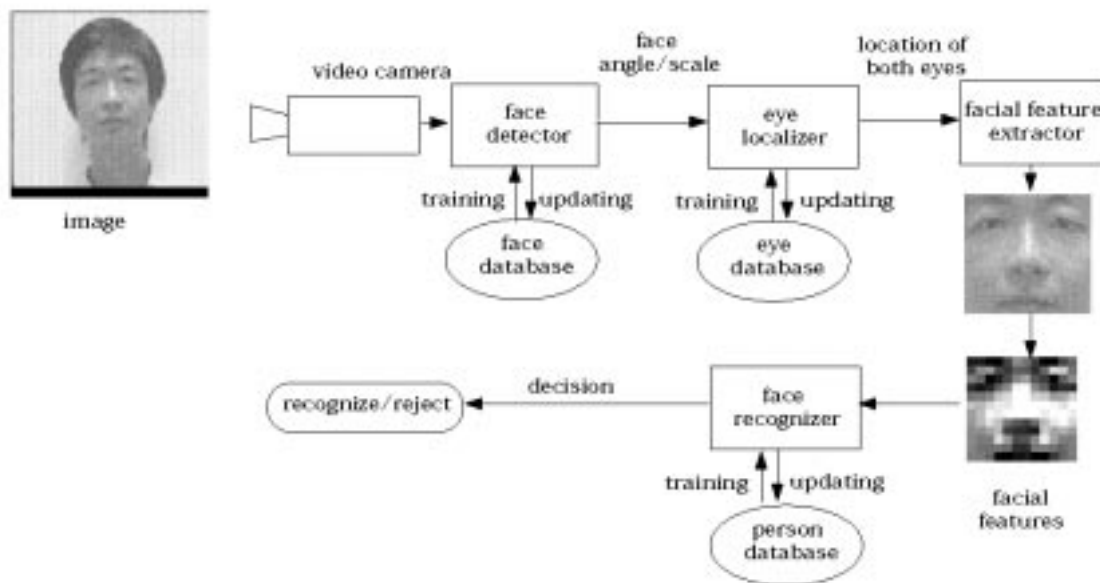 image
video camera
face
detector
face
angle/scale
eye
localizer
location of
both eyes
facial feature
extractor
training
updating
face
database
training
updating
eye
database
recognize/reject
decision
face
recognizer
training
updating
person
database
facial
features